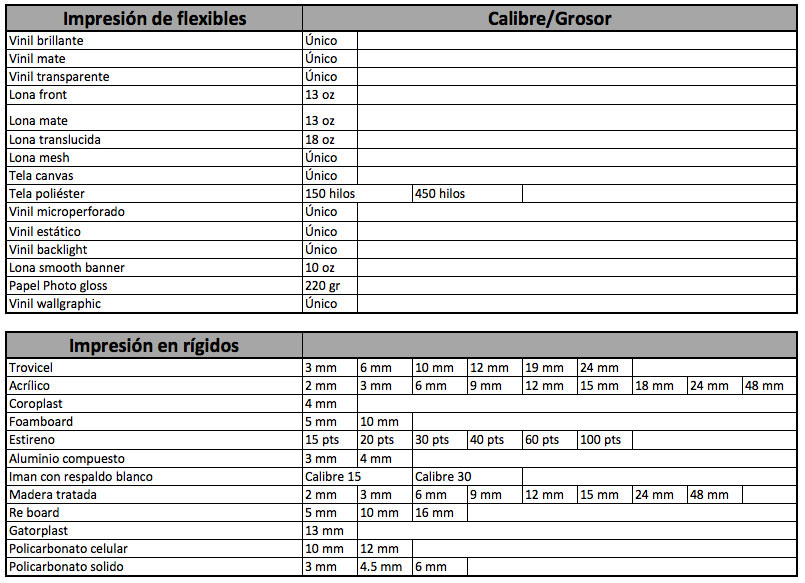 Impresión de flexibles Calibre/Grosor
Vinil brillante Único
Vinil mate Único
Vinil transparente Único
Lona front 13 oz
Lona mate 13 oz
Lona translucida 18 oz
Lona mesh Único
Tela canvas Único
Tela poliéster 150 hilos 450 hilos
Vinil microperforado Único
Vinil estático Único
Vinil backlight Único
Lona smooth banner 10 oz
Papel Photo gloss 220 gr
Vinil wallgraphic Único
Impresión en rígidos
Trovicel 3 mm 6 mm 10 mm 12 mm 19 mm 24 mm
Acrílico 2 mm 3 mm 6 mm 9 mm 12 mm 15 mm 18 mm 24 mm 48 mm
Coroplast 4 mm
Foamboard 5 mm 10 mm
Estireno 15 pts 20 pts 30 pts 40 pts 60 pts 100 pts
Aluminio compuesto 3 mm 4 mm
Iman con respaldo blanco Calibre 15 Calibre 30
Madera tratada 2 mm 3 mm 6 mm 9 mm 12 mm 15 mm 24 mm 48 mm
Re board 5 mm 10 mm 16 mm
Gatorplast 13 mm
Policarbonato celular 10 mm 12 mm
Policarbonato solido 3 mm 4.5 mm 6 mm